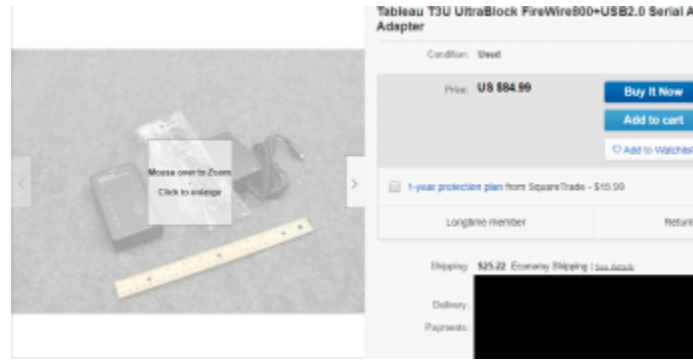 Tableau T3U UltraBlock FireWire800+USB2.0 Serial A
Adapter
Condition: Used
Price: US $84.99
Buy It Now
Add to cart
Add to Watchlist
Mouse over to Zoom
-
Click to enlarge
1-year protection plan from SquareTrade - $15.99
Longtime member
Return
Shipping: $25.22 Economy Shipping | See details
Delivery:
Payments: